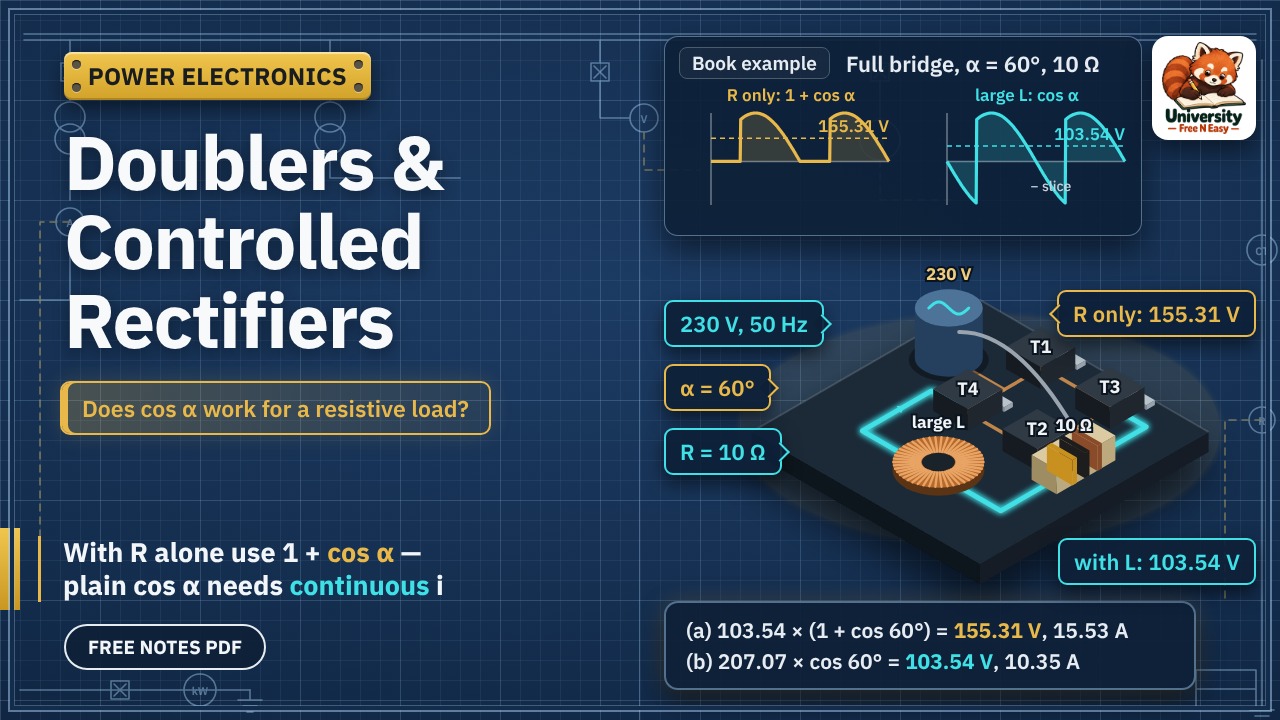 POWER ELECTRONICS
Doublers &
Controlled
Rectifiers
Does cos α work for a resistive load?
With R alone use 1 + cos α —
plain cos α needs continuous i
FREE NOTES PDF
kW
V
Book example
Full bridge, α = 60°, 10 Ω
R only: 1 + cos α
155.31 V
large L: cos α
103.54 V
– slice
University
Free N Easy
230 V
230 V, 50 Hz
α = 60°
R = 10 Ω
R only: 155.31 V
T1
T3
T4
T2
10 Ω
large L
with L: 103.54 V
(a) 103.54 × (1 + cos 60°) = 155.31 V, 15.53 A
(b) 207.07 × cos 60° = 103.54 V, 10.35 A